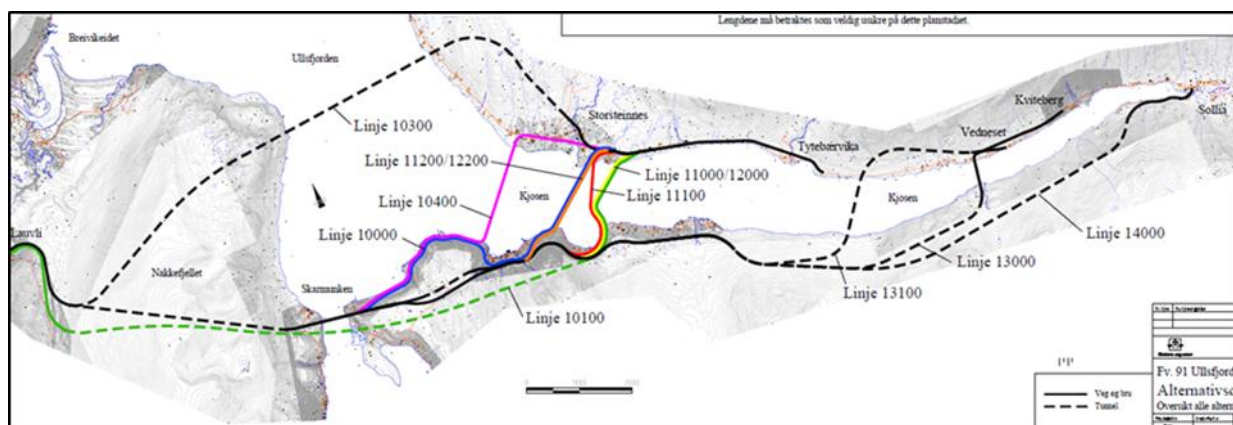 Lengdene må betraktes som veldig usikre på dette planstadiet.
Breivikeidet
Ullsfjorden
Linje 10300
Storsteinnes
Kviteberg
Sollia
Vedneset
Tytebærvika
Linje 11200/12200
Linje 11000/12000
Linje 11100
Kjosen
Kjosen
Linje 10400
Linje 10000
Lauvli
Nakkefjellet
Skarmunken
Linje 14000
Linje 13000
Linje 13100
Linje 10100
Fv. 91 Ullsfjord
Alternativso
Oversikt alle altern
Veg og bru
Tunnel